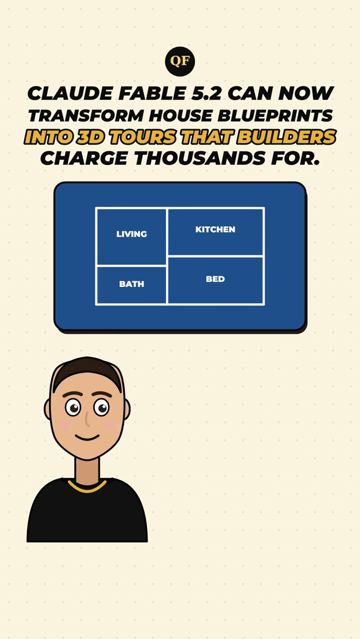 QF
CLAUDE FABLE 5.2 CAN NOW
TRANSFORM HOUSE BLUEPRINTS
INTO 3D TOURS THAT BUILDERS
CHARGE THOUSANDS FOR.
LIVING
KITCHEN
BATH
BED